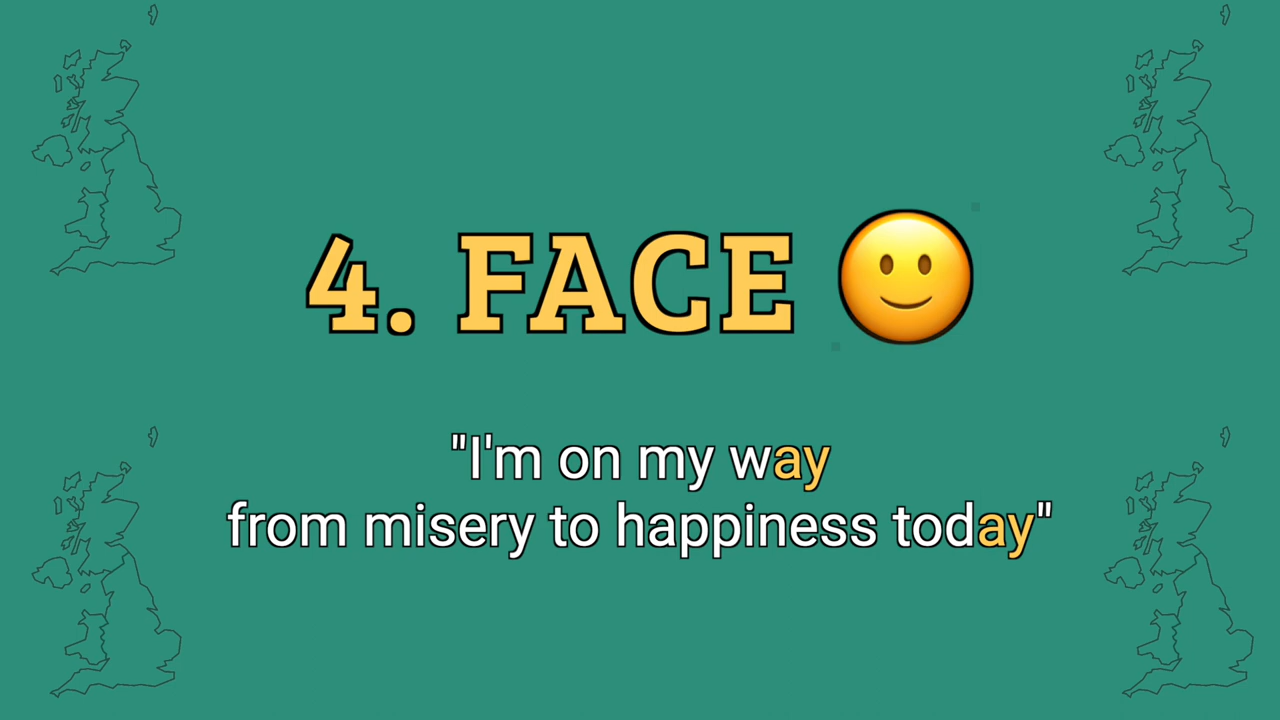 4. FACE 🙂
"I'm on my way
from misery to happiness today"